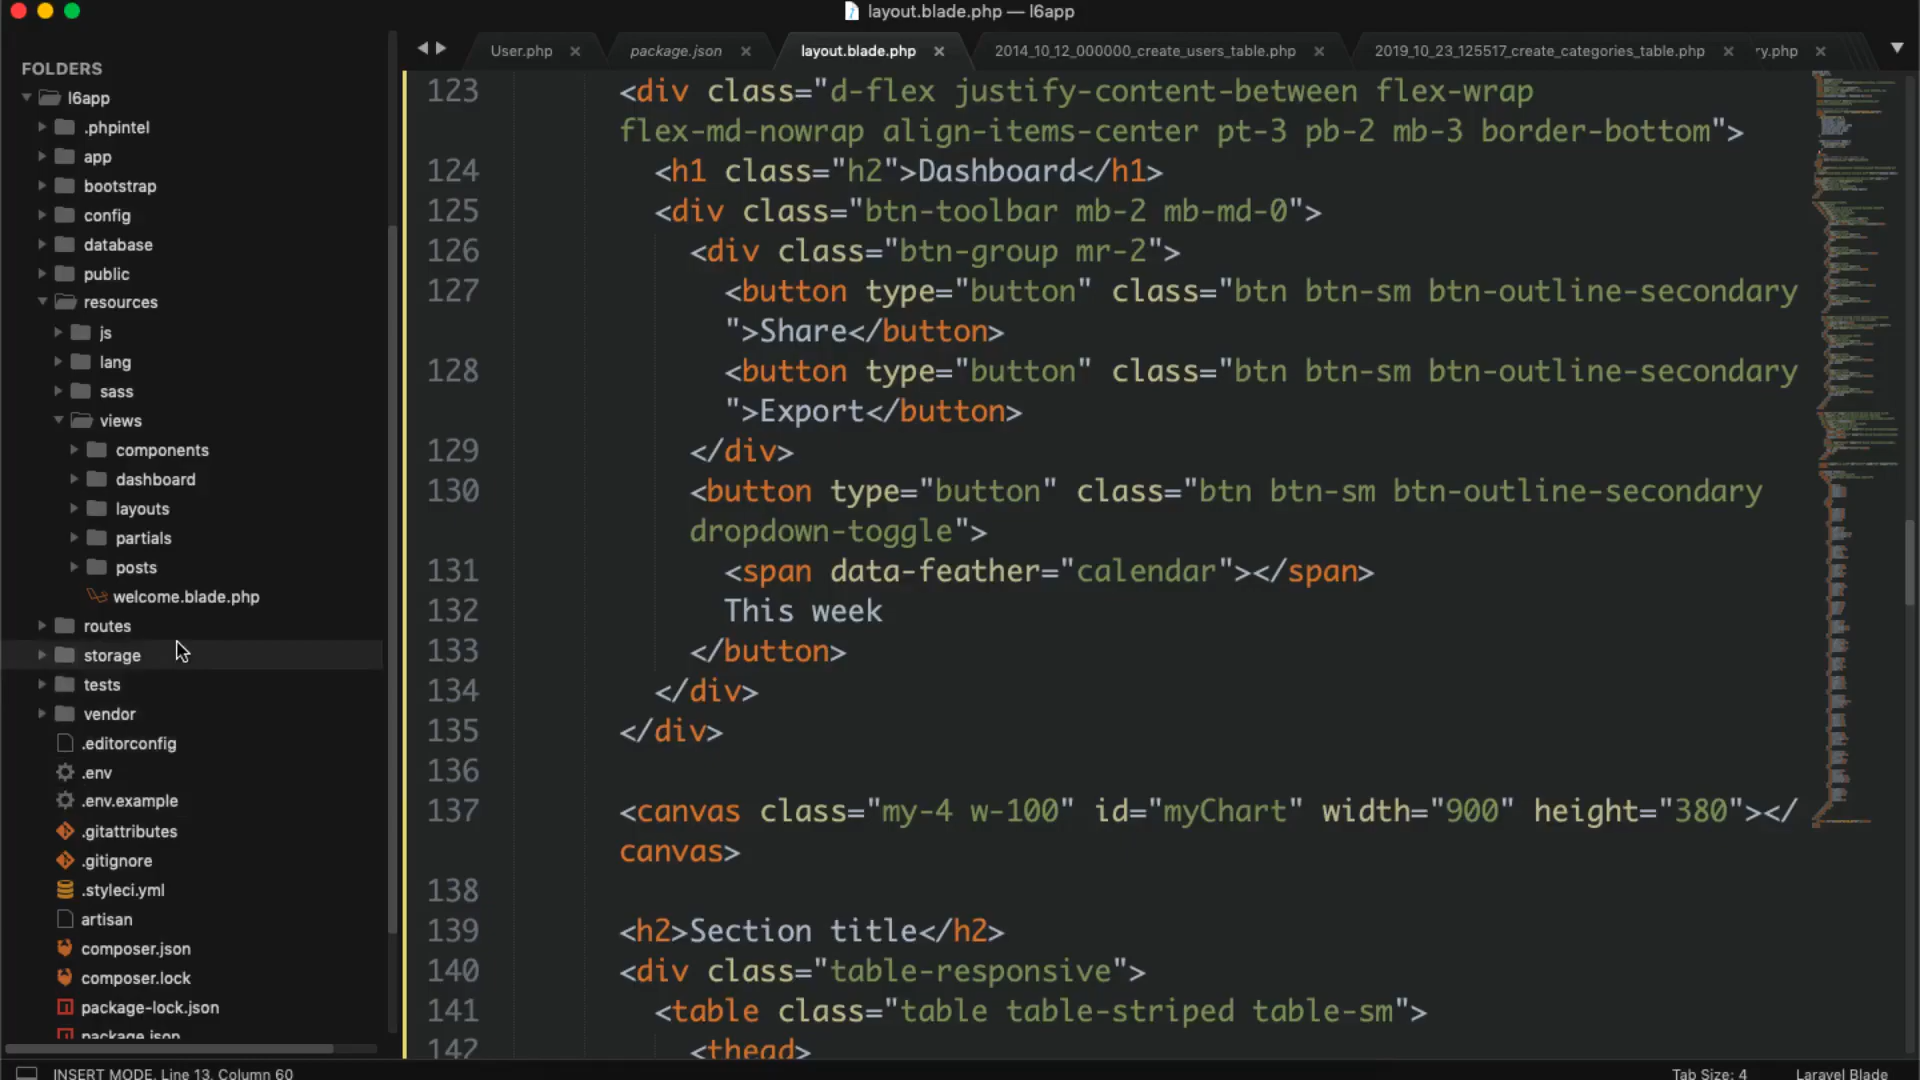 layout.blade.php — l6app
User.php
package.json
layout.blade.php
2014_10_12_000000_create_users_table.php
2019_10_23_125517_create_categories_table.php
ry.php
FOLDERS
l6app
.phpintel
app
bootstrap
config
database
public
resources
js
lang
sass
views
components
dashboard
layouts
partials
posts
welcome.blade.php
routes
storage
tests
vendor
.editorconfig
.env
.env.example
.gitattributes
.gitignore
.styleci.yml
artisan
composer.json
composer.lock
package-lock.json
package.json
123 <div class="d-flex justify-content-between flex-wrap
flex-md-nowrap align-items-center pt-3 pb-2 mb-3 border-bottom">
124 <h1 class="h2">Dashboard</h1>
125 <div class="btn-toolbar mb-2 mb-md-0">
126 <div class="btn-group mr-2">
127 <button type="button" class="btn btn-sm btn-outline-secondary
">Share</button>
128 <button type="button" class="btn btn-sm btn-outline-secondary
">Export</button>
129 </div>
130 <button type="button" class="btn btn-sm btn-outline-secondary
dropdown-toggle">
131 <span data-feather="calendar"></span>
132 This week
133 </button>
134 </div>
135 </div>
136
137 <canvas class="my-4 w-100" id="myChart" width="900" height="380"></
canvas>
138
139 <h2>Section title</h2>
140 <div class="table-responsive">
141 <table class="table table-striped table-sm">
142 <thead>
INSERT MODE, Line 13, Column 60
Tab Size: 4
Laravel Blade